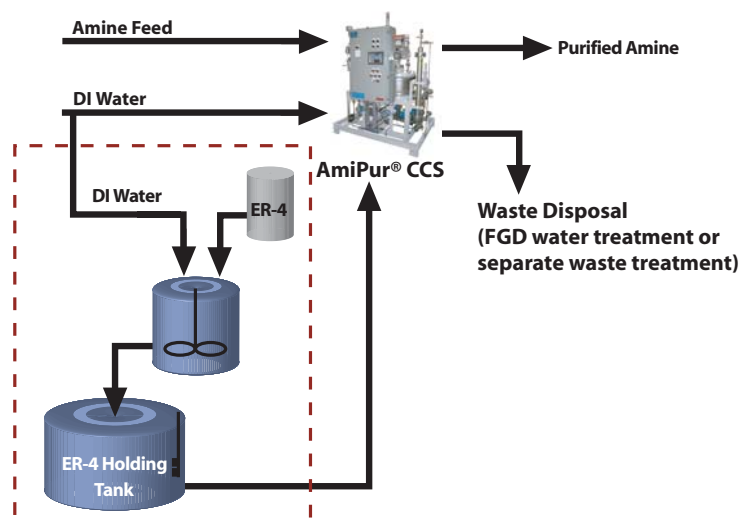 Amine Feed
Purified Amine
DI Water
AmiPur® CCS
DI Water
ER-4
Waste Disposal
(FGD water treatment or
separate waste treatment)
ER-4 Holding
Tank